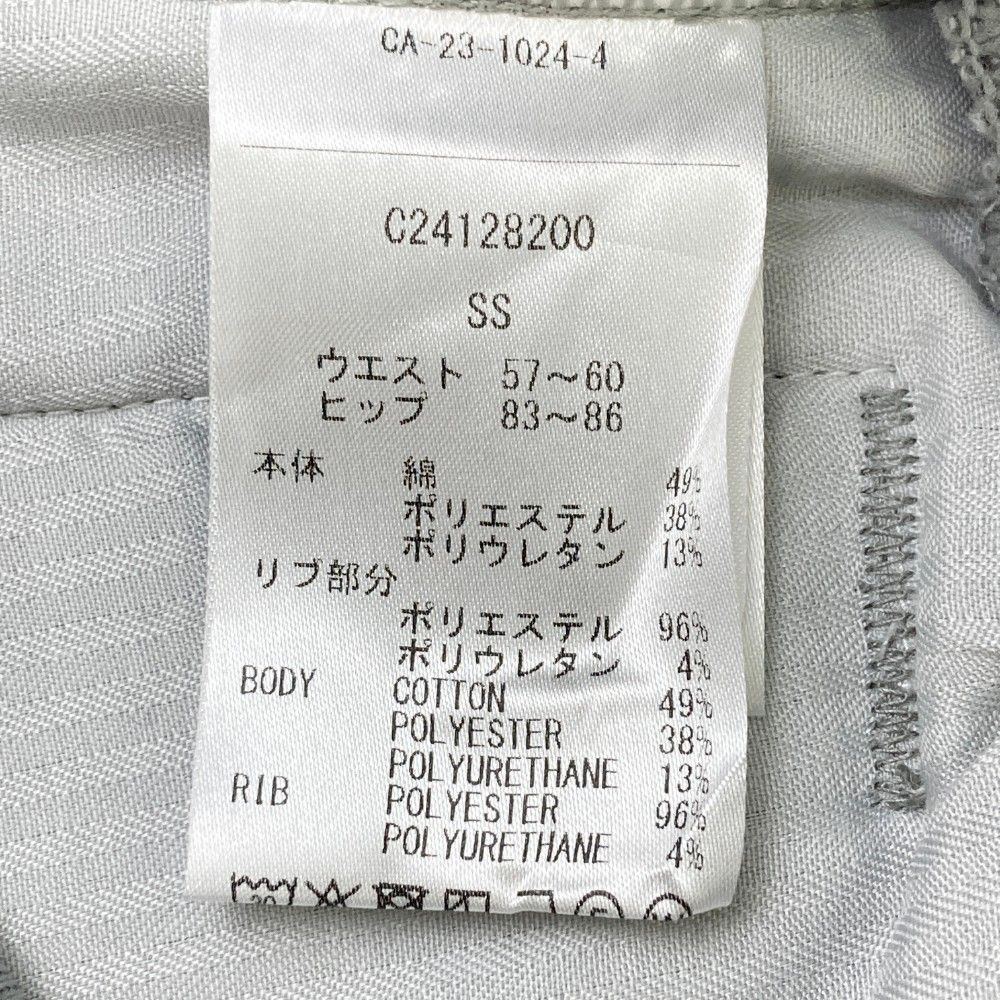 CA-23-1024-4
C24128200
SS
ウエスト 57～60
ヒップ 83～86
本体 綿 49%
ポリエステル 38%
ポリウレタン 13%
リブ部分
ポリエステル 96%
ポリウレタン 4%
BODY COTTON 49%
POLYESTER 38%
POLYURETHANE 13%
RIB POLYESTER 96%
POLYURETHANE 4%